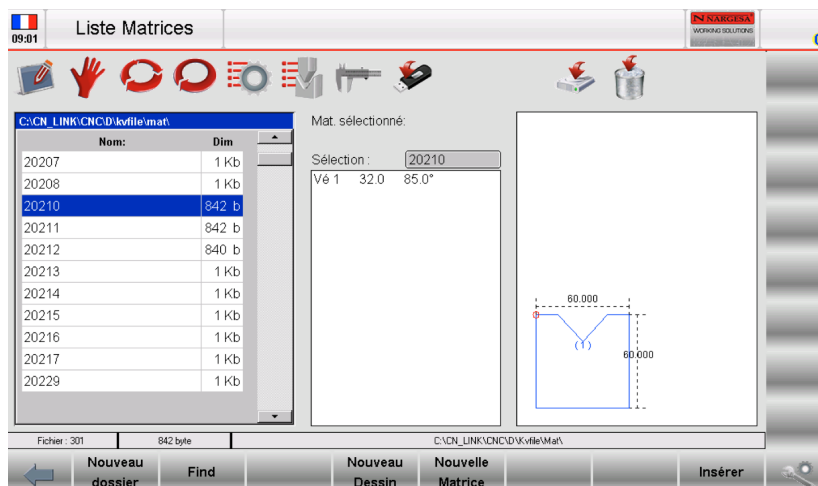 09:01
Liste Matrices
NARGESA
WORKING SOLUTIONS
C:\CN_LINK\CNC\D\kvfile\mat\
Nom: Dim
20207 1 Kb
20208 1 Kb
20210 842 b
20211 842 b
20212 840 b
20213 1 Kb
20214 1 Kb
20215 1 Kb
20216 1 Kb
20217 1 Kb
20229 1 Kb
Mat. sélectionné:
Sélection : 20210
Vé 1 32.0 85.0°
60.000
(1)
60.000
Fichier : 301 842 byte C:\CN_LINK\CNC\D\Kvfile\Mat\
Nouveau dossier
Find
Nouveau Dessin
Nouvelle Matrice
Insérer